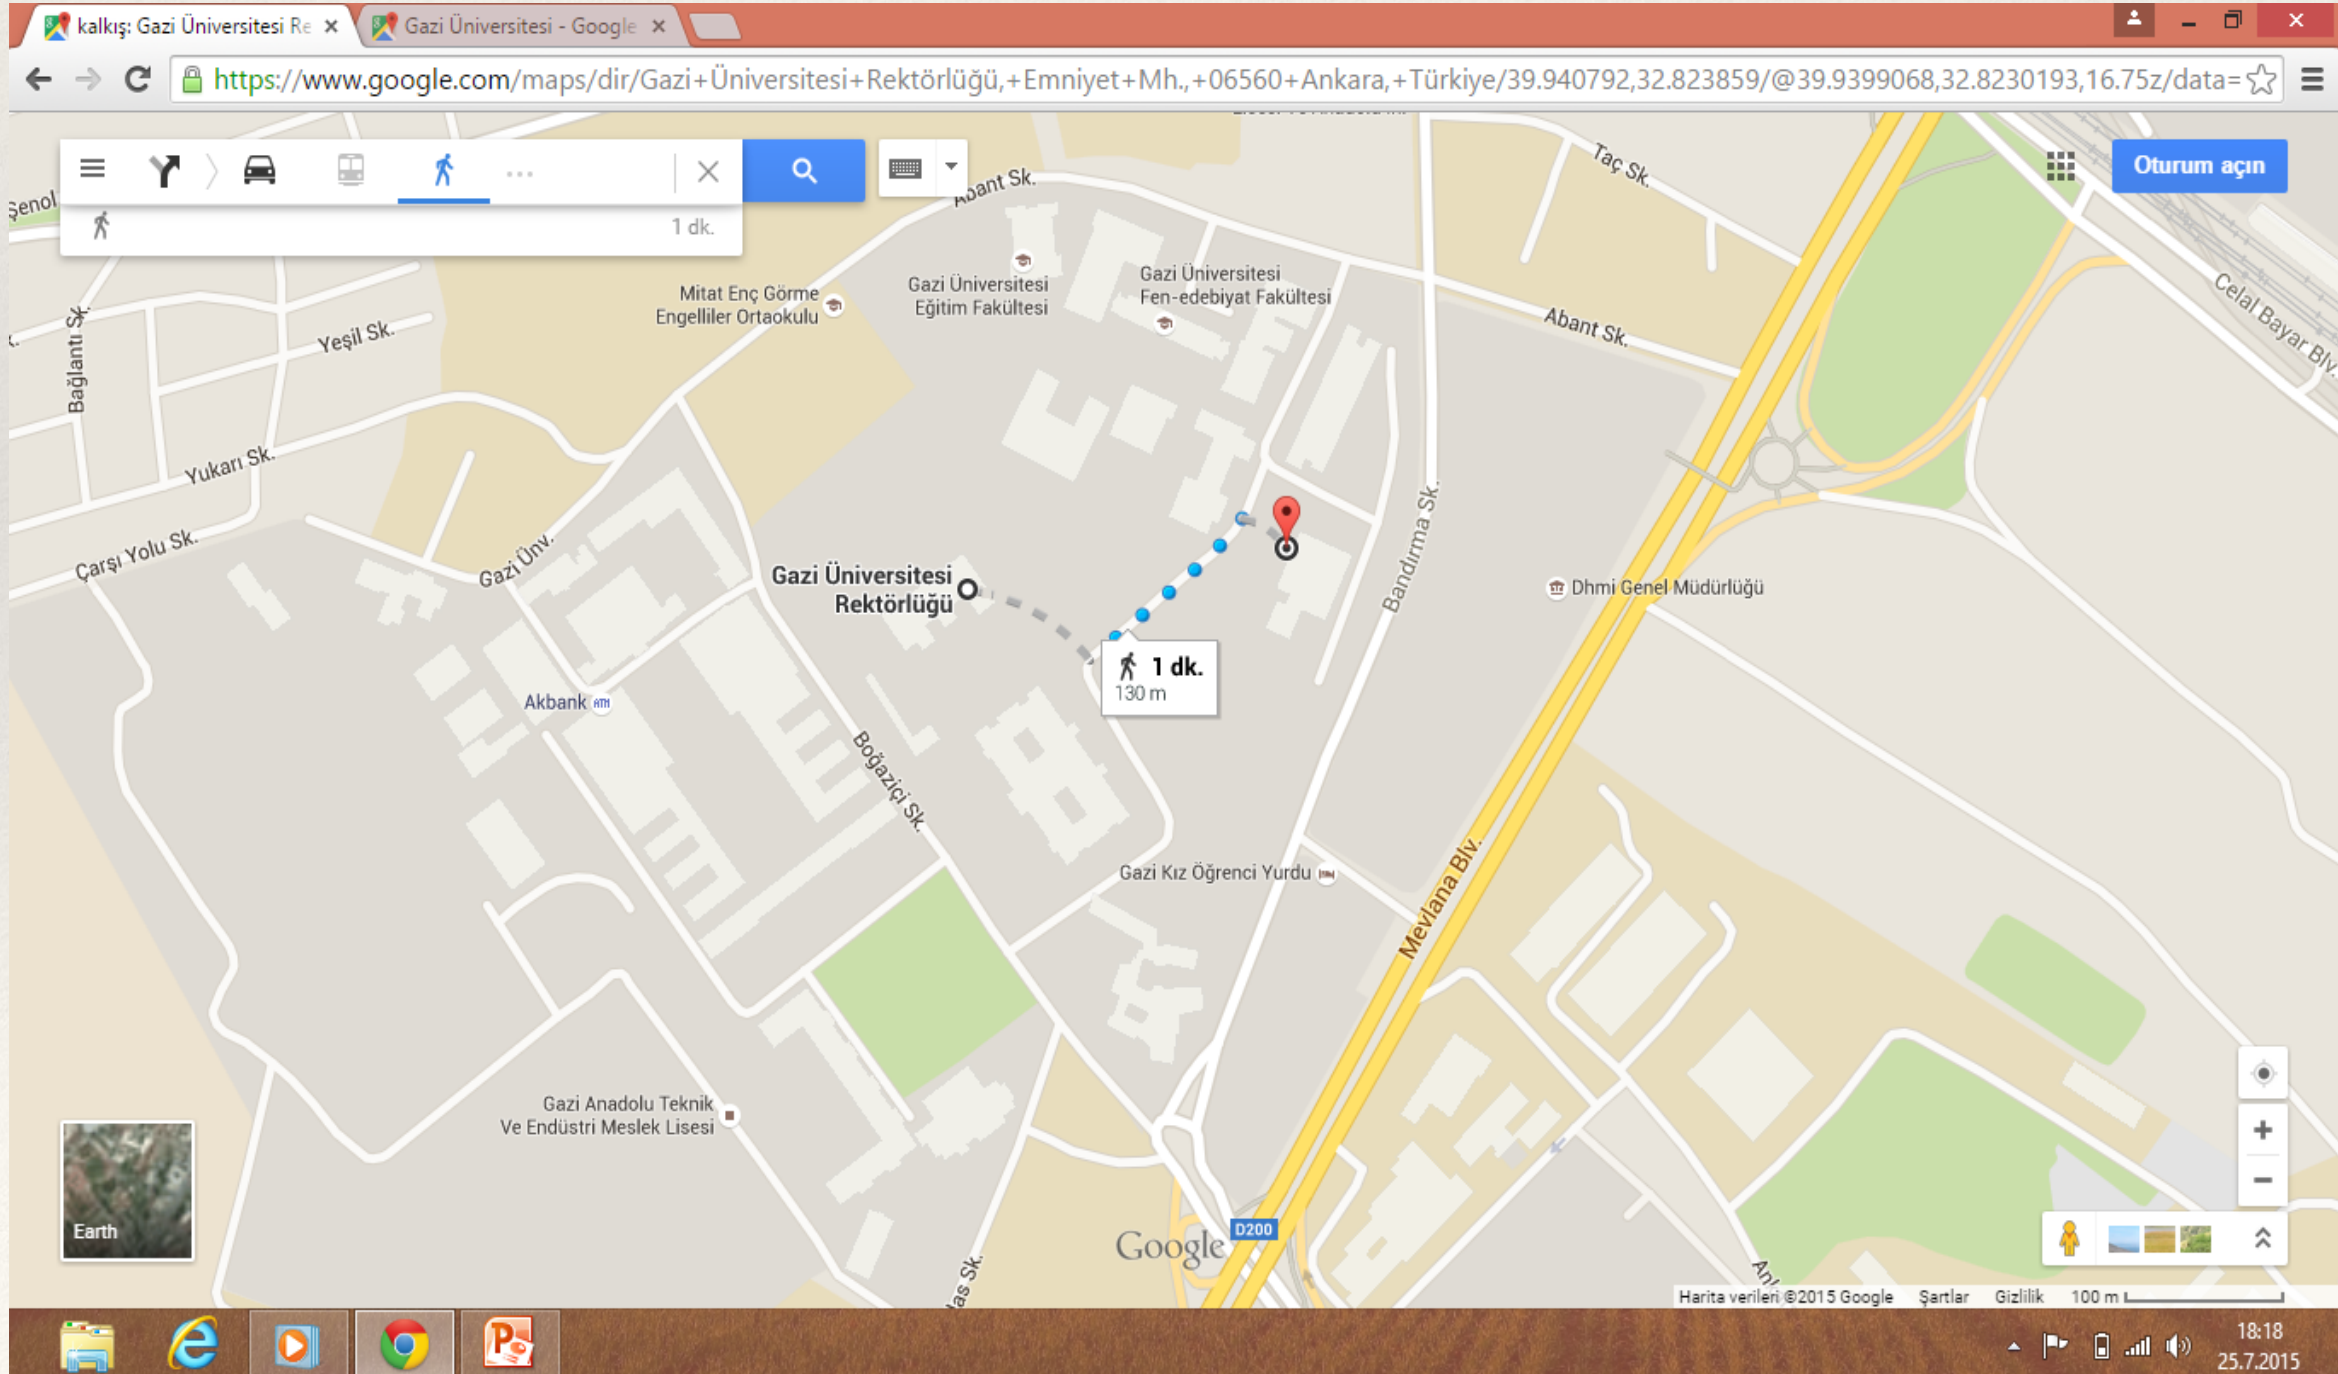 kalkış: Gazi Üniversitesi Re
Gazi Üniversitesi - Google
https://www.google.com/maps/dir/Gazi+Üniversitesi+Rektörlüğü,+Emniyet+Mh.,+06560+Ankara,+Türkiye/39.940792,32.823859/@39.9399068,32.8230193,16.75z/data=
1 dk.
Oturum açın
Şenol
Abant Sk.
Taç Sk.
Celal Bayar Blv.
Gazi Üniversitesi
Eğitim Fakültesi
Gazi Üniversitesi
Fen-edebiyat Fakültesi
Mitat Enç Görme
Engelliler Ortaokulu
Abant Sk.
Bağlantı Sk.
Yeşil Sk.
Yukarı Sk.
Çarşı Yolu Sk.
Gazi Ünv.
Bandırma Sk.
Gazi Üniversitesi
Rektörlüğü
Dhmi Genel Müdürlüğü
1 dk.
130 m
Akbank ATM
Boğaziçi Sk.
Gazi Kız Öğrenci Yurdu
Mevlana Blv.
Gazi Anadolu Teknik
Ve Endüstri Meslek Lisesi
Earth
Google
D200
las Sk.
Harita verileri ©2015 Google Şartlar Gizlilik 100 m
18:18
25.7.2015